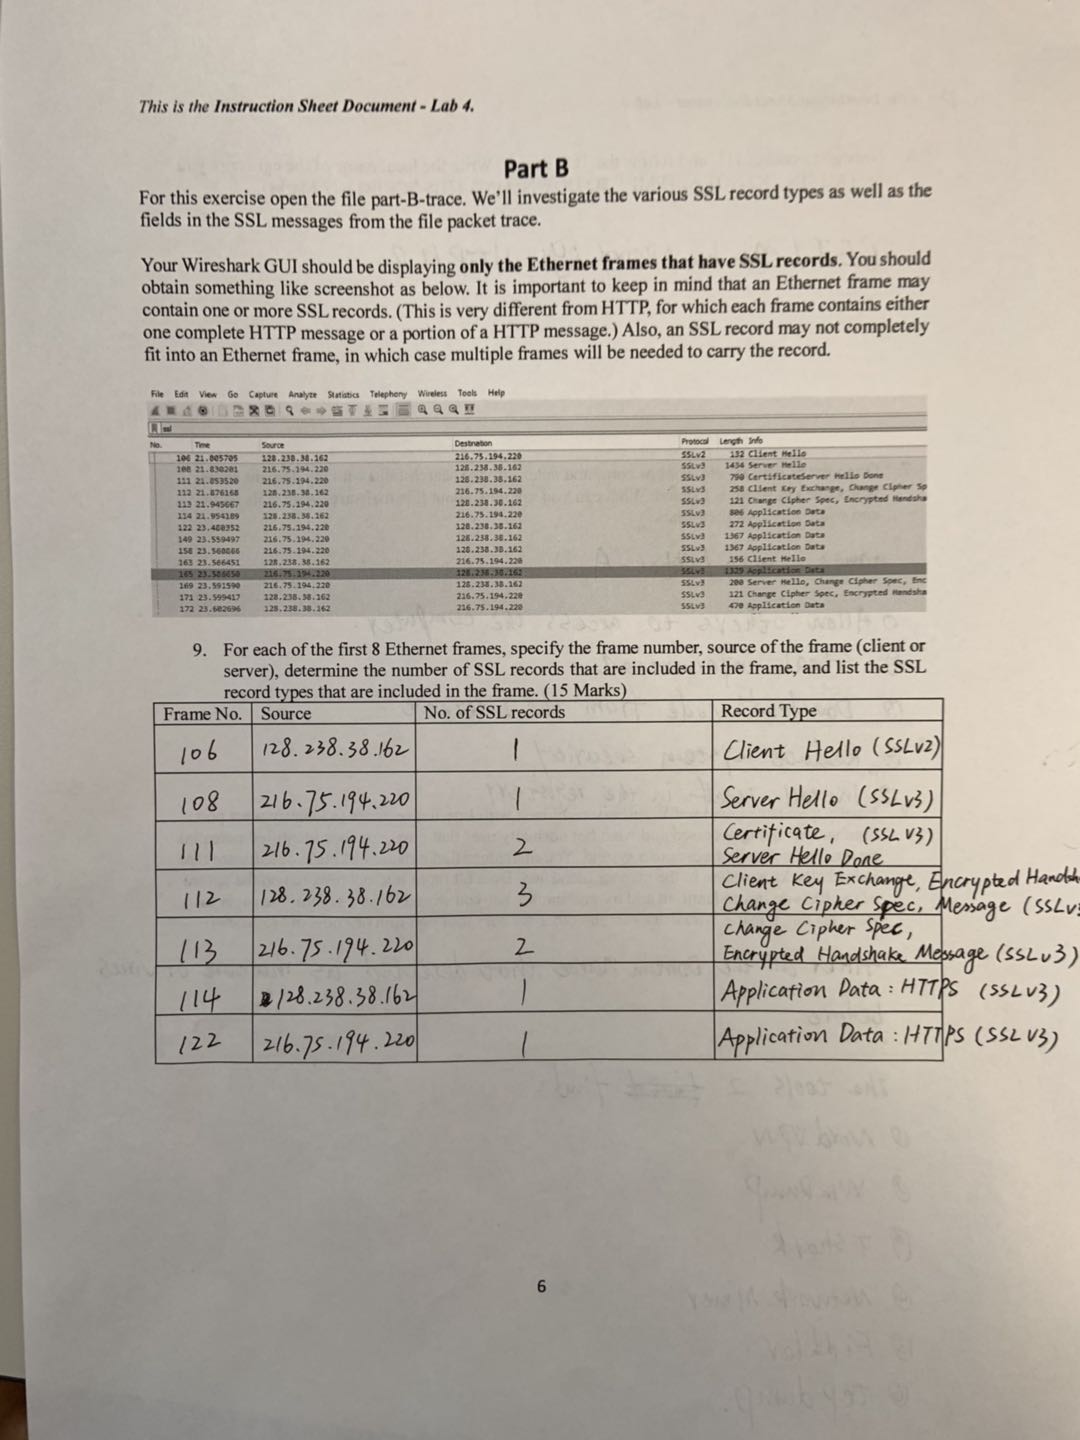 This is the Instruction Sheet Document - Lab 4.
Part B
For this exercise open the file part-B-trace. We'll investigate the various SSL record types as well as the
fields in the SSL messages from the file packet trace.
Your Wireshark GUI should be displaying only the Ethernet frames that have SSL records. You should
obtain something like screenshot as below. It is important to keep in mind that an Ethernet frame may
contain one or more SSL records. (This is very different from HTTP, for which each frame contains either
one complete HTTP message or a portion of a HTTP message.) Also, an SSL record may not completely
fit into an Ethernet frame, in which case multiple frames will be needed to carry the record.
File Edit View Go Capture Analyze Statistics Telephony Wireless Tools Help
ssl
No. Time Source Destination Protocol Length Info
106 21.805705 128.238.38.162 216.75.194.220 SSLv2 132 Client Hello
108 21.830201 216.75.194.220 128.238.38.162 SSLv3 1434 Server Hello
111 21.853520 216.75.194.220 128.238.38.162 SSLv3 790 CertificateServer Hello Done
112 21.876168 128.238.38.162 216.75.194.220 SSLv3 258 Client Key Exchange, Change Cipher Sp
113 21.945667 216.75.194.220 128.238.38.162 SSLv3 121 Change Cipher Spec, Encrypted Handsha
114 21.954189 128.238.38.162 216.75.194.220 SSLv3 806 Application Data
122 23.480352 216.75.194.220 128.238.38.162 SSLv3 272 Application Data
149 23.559497 216.75.194.220 128.238.38.162 SSLv3 1367 Application Data
158 23.560866 216.75.194.220 128.238.38.162 SSLv3 1367 Application Data
163 23.566451 128.238.38.162 216.75.194.220 SSLv3 156 Client Hello
165 216.75.194.220 128.238.38.162 SSLv3 1329 Application Data
169 23.591590 216.75.194.220 128.238.38.162 SSLv3 200 Server Hello, Change Cipher Spec, Enc
171 23.599417 128.238.38.162 216.75.194.220 SSLv3 121 Change Cipher Spec, Encrypted Handsha
172 23.602696 128.238.38.162 216.75.194.220 SSLv3 470 Application Data
9. For each of the first 8 Ethernet frames, specify the frame number, source of the frame (client or
server), determine the number of SSL records that are included in the frame, and list the SSL
record types that are included in the frame. (15 Marks)
Frame No. Source No. of SSL records Record Type
106 128.238.38.162 1 Client Hello (SSLv2)
108 216.75.194.220 1 Server Hello (SSLv3)
111 216.75.194.220 2 Certificate, (SSL V3)
Server Hello Done
112 128.238.38.162 3 Client Key Exchange, Encrypted Handsh
Change Cipher Spec, Message (SSLv3
113 216.75.194.220 2 Change Cipher Spec,
Encrypted Handshake Message (SSLv3)
114 128.238.38.162 1 Application Data : HTTPS (SSLV3)
122 216.75.194.220 1 Application Data : HTTPS (SSL V3)
6